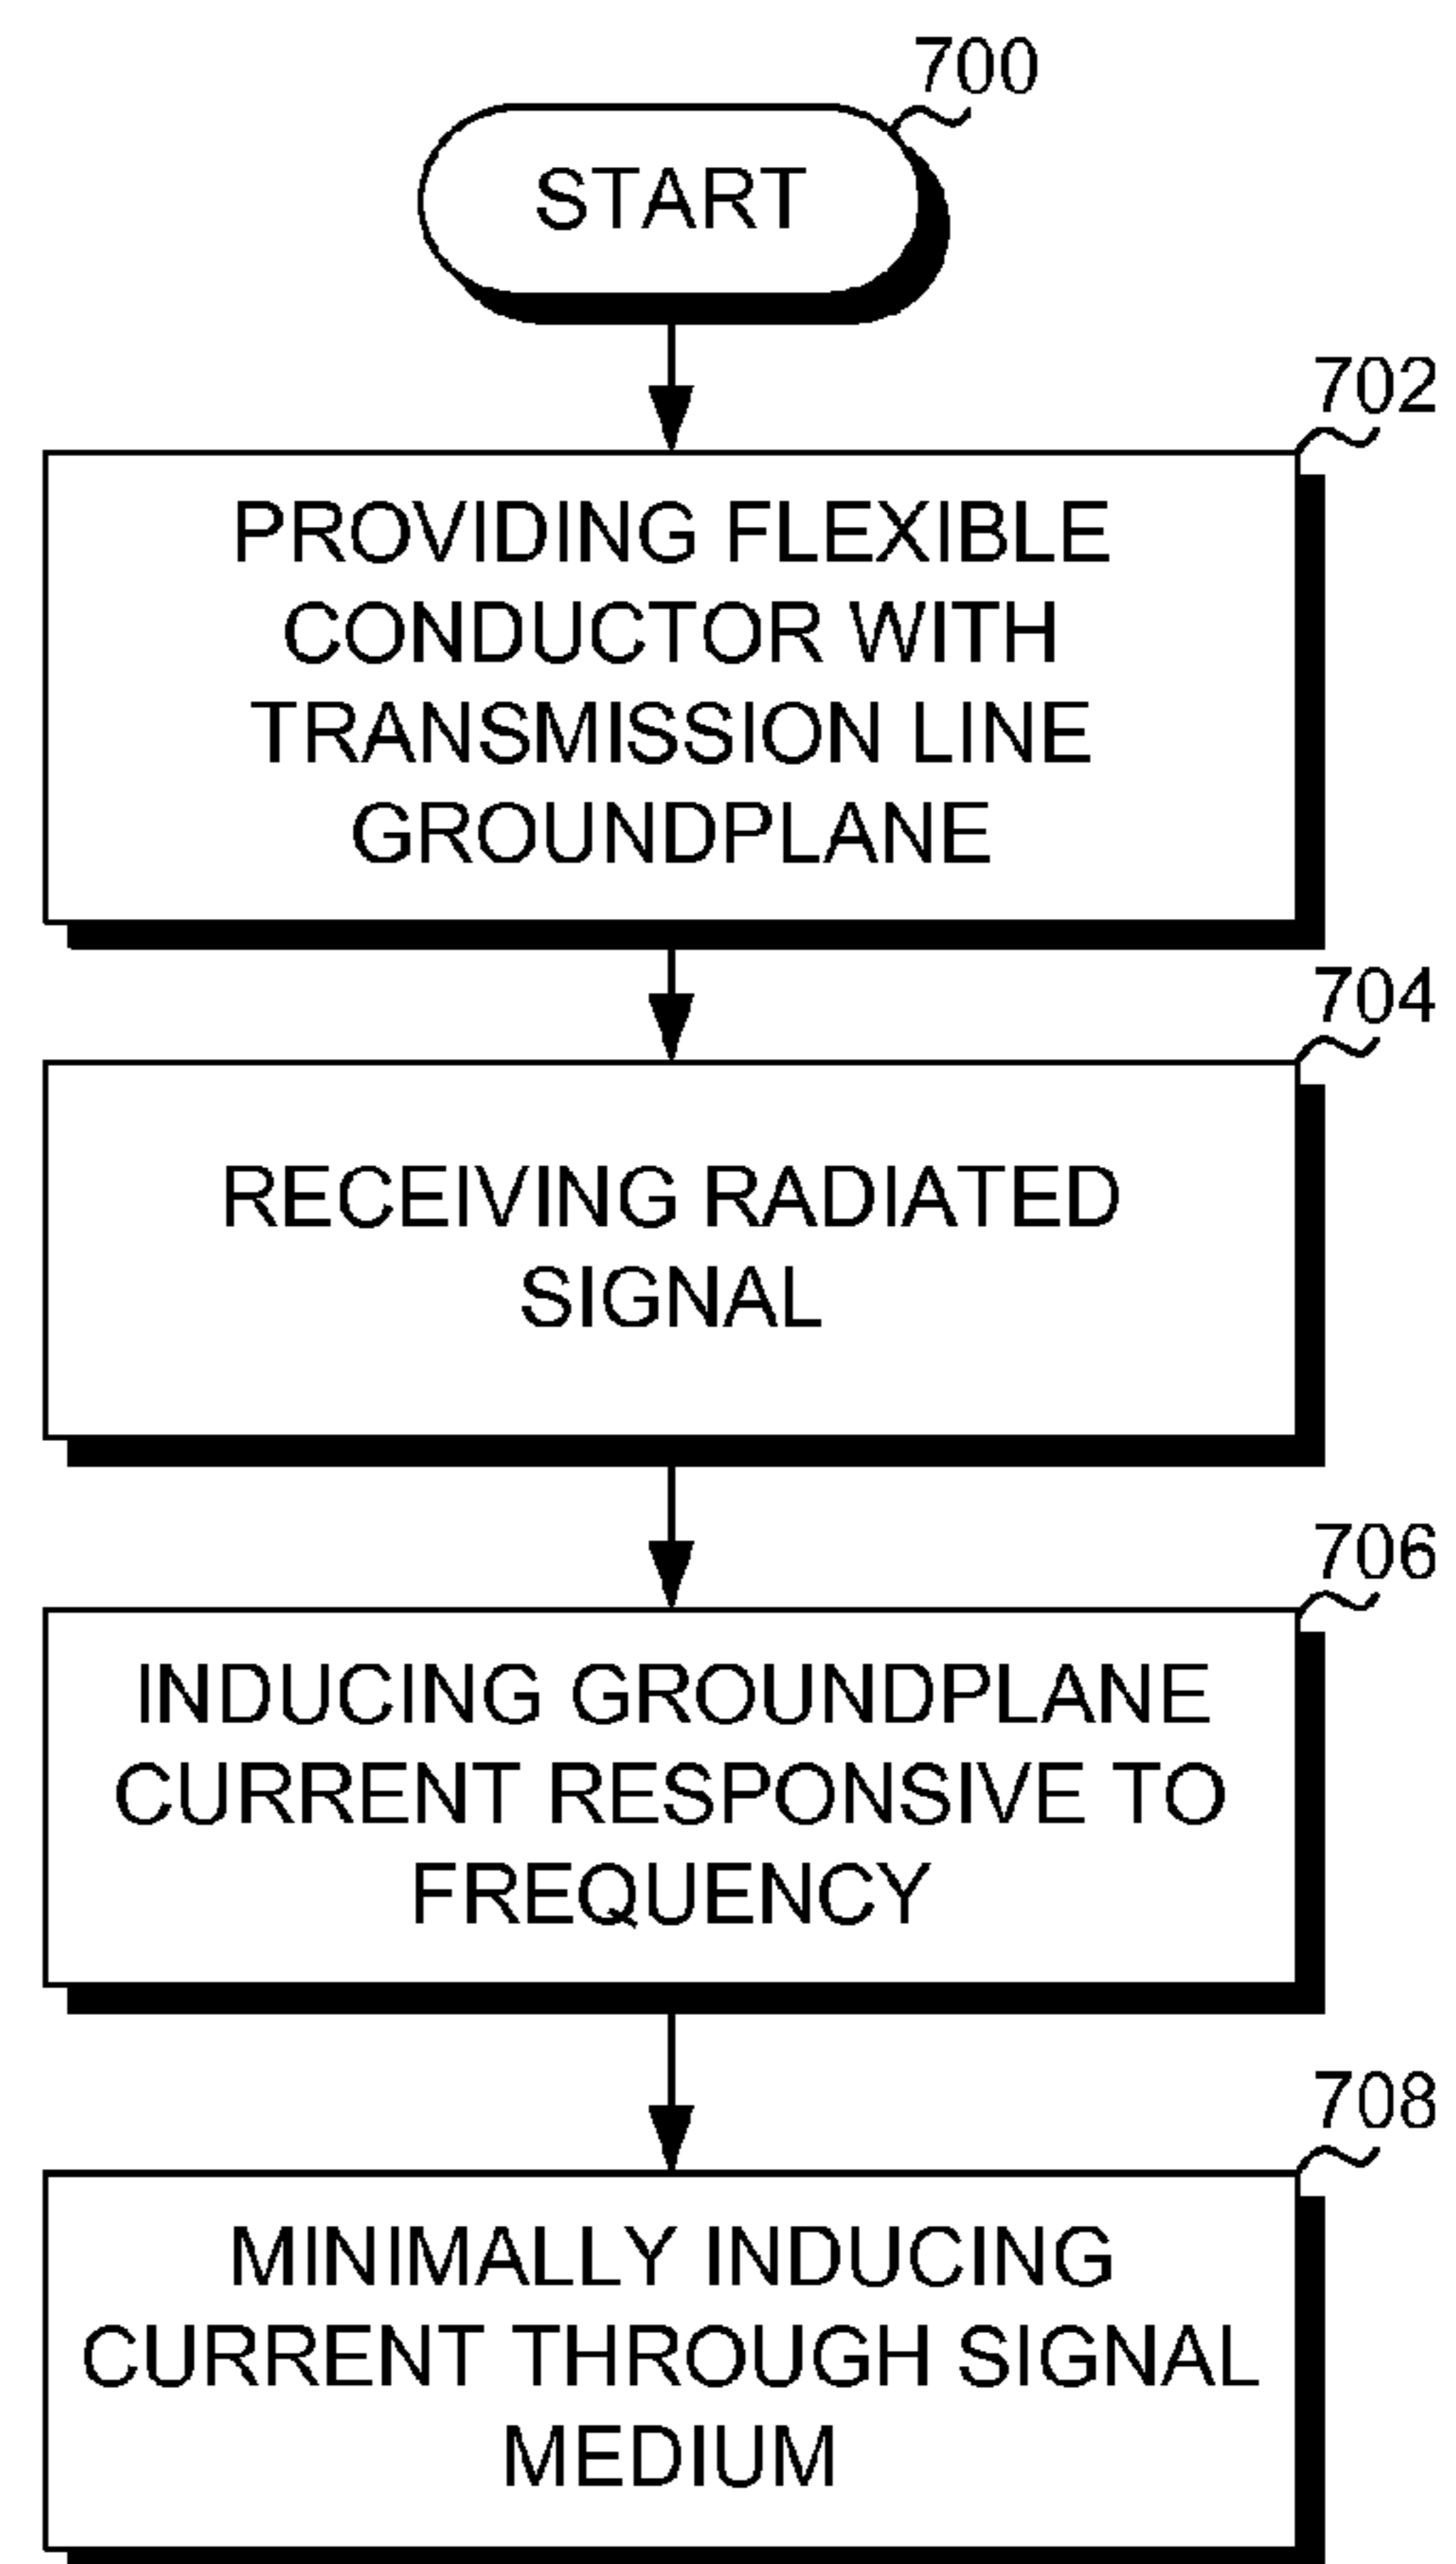 700
START
702
PROVIDING FLEXIBLE
CONDUCTOR WITH
TRANSMISSION LINE
GROUNDPLANE
704
RECEIVING RADIATED
SIGNAL
706
INDUCING GROUNDPLANE
CURRENT RESPONSIVE TO
FREQUENCY
708
MINIMALLY INDUCING
CURRENT THROUGH SIGNAL
MEDIUM